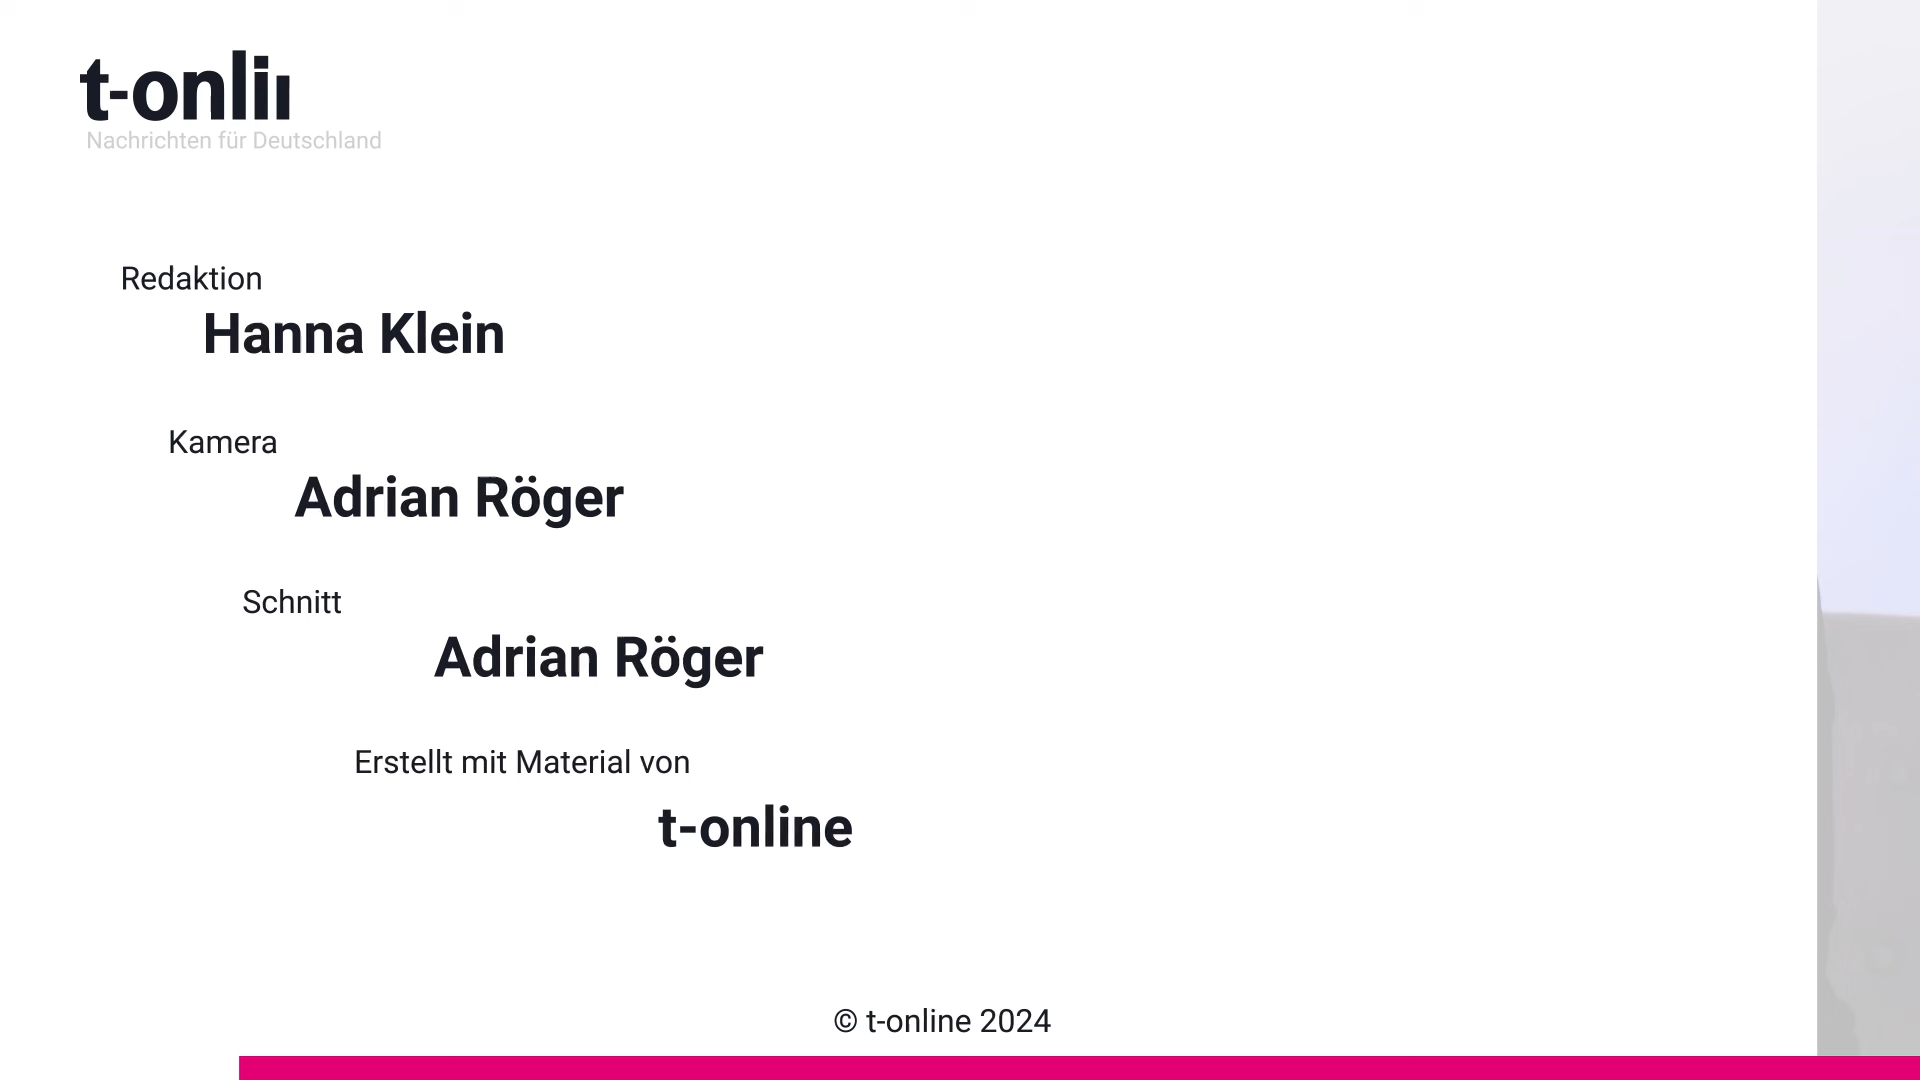 t-onlin
Nachrichten für Deutschland
Redaktion
Hanna Klein
Kamera
Adrian Röger
Schnitt
Adrian Röger
Erstellt mit Material von
t-online
© t-online 2024